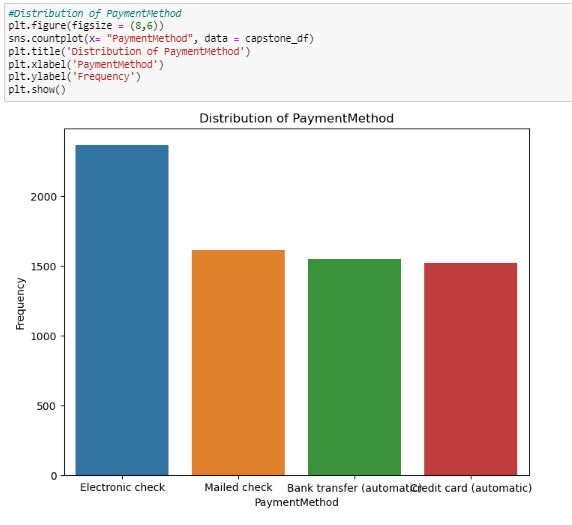 #Distribution of PaymentMethod
plt.figure(figsize = (8,6))
sns.countplot(x= "PaymentMethod", data = capstone_df)
plt.title('Distribution of PaymentMethod')
plt.xlabel('PaymentMethod')
plt.ylabel('Frequency')
plt.show()
Distribution of PaymentMethod
2000
1500
1000
500
0
Frequency
Electronic check Mailed check Bank transfer (automatic) Credit card (automatic)
PaymentMethod